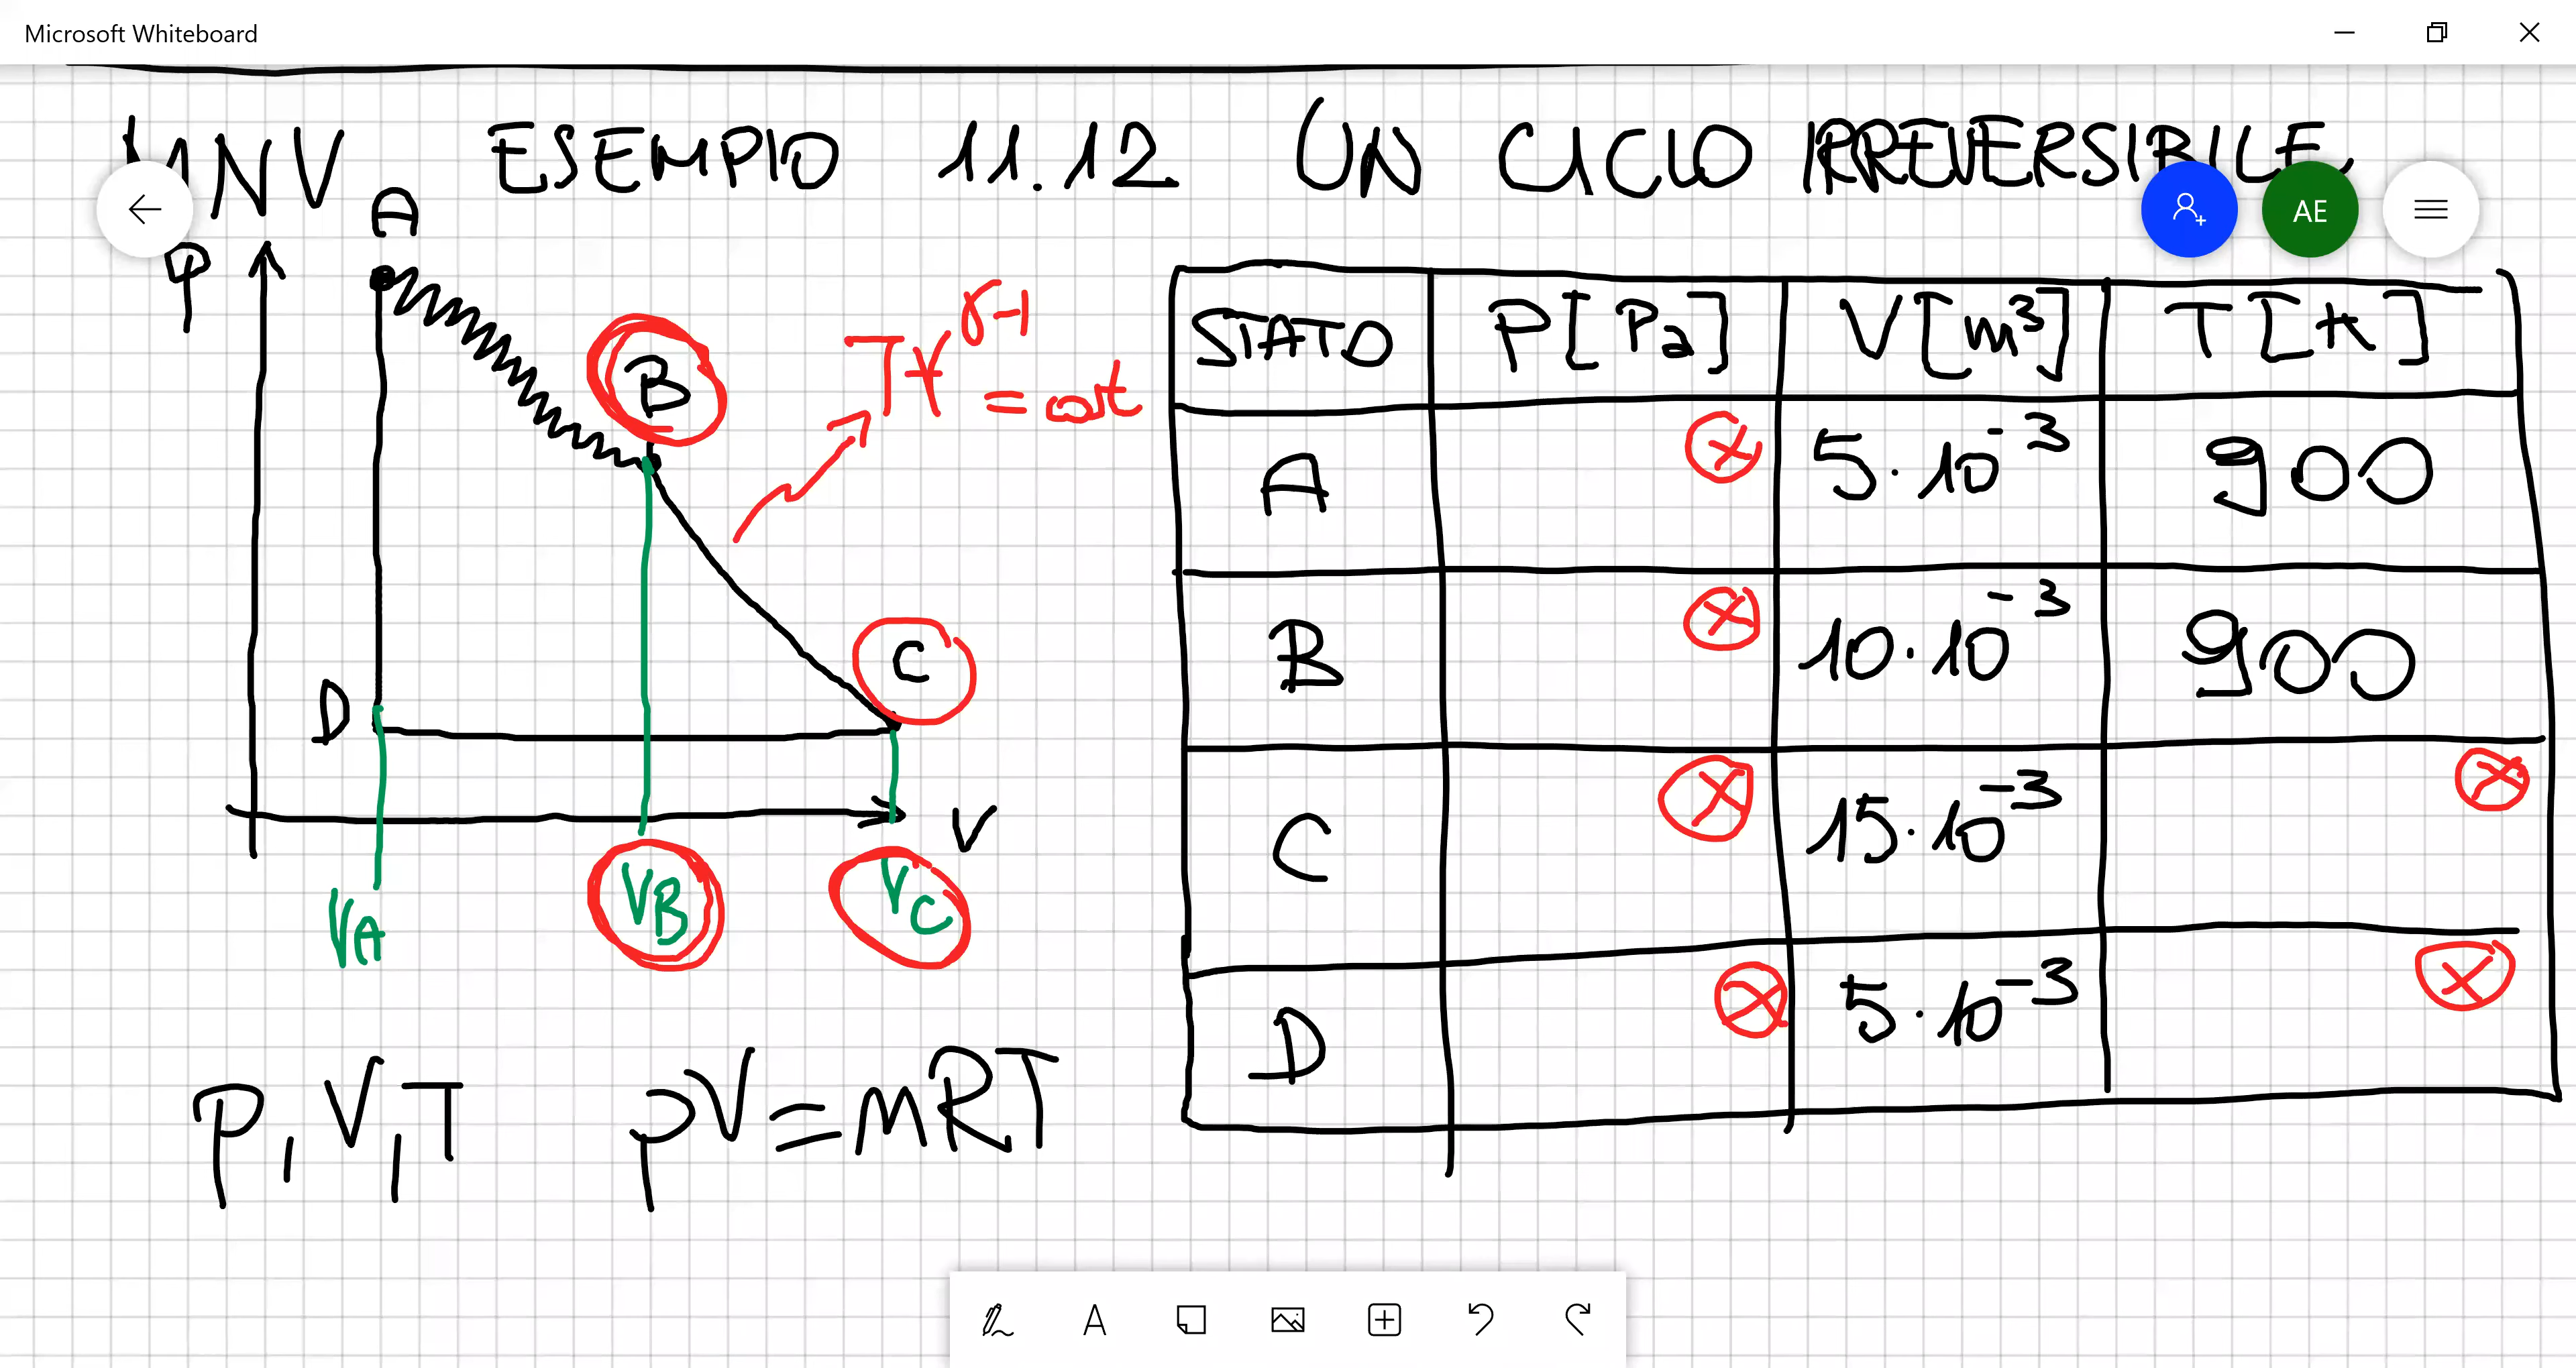 Microsoft Whiteboard
MNV ESEMPIO 11.12 UN CICLO IRREVERSIBILE
AE
P
A
B
TV^γ-1 = cost
C
D
V
VA
VB
VC
P, V, T pV = nRT
STATO P[Pa] V[m³] T[K]
A 5·10⁻³ 900
B 10·10⁻³ 900
C 15·10⁻³
D 5·10⁻³